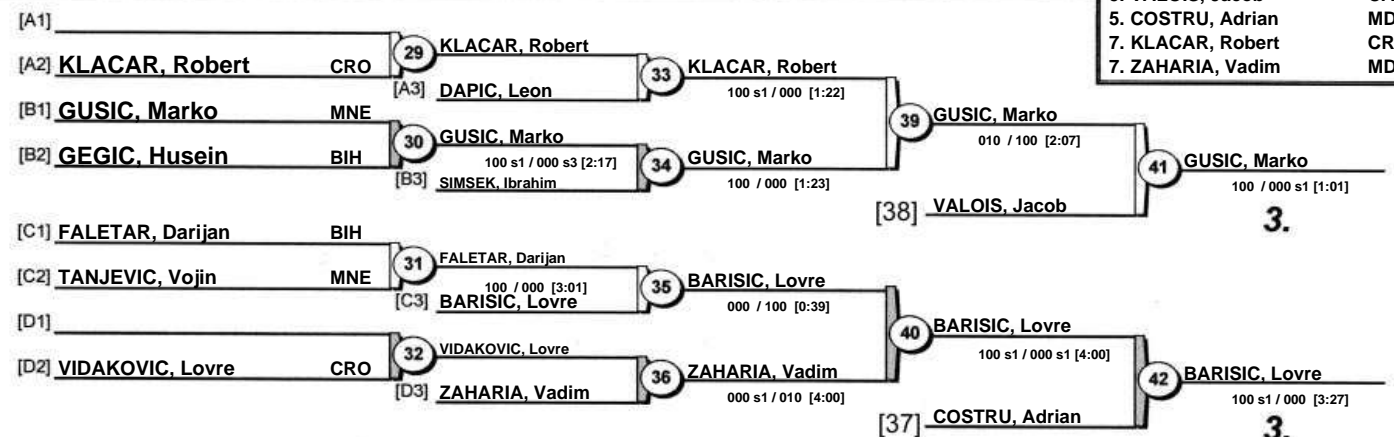 5. COSTRU, Adrian MD
7. KLACAR, Robert CR
7. ZAHARIA, Vadim MD
[A1]
[A2] KLACAR, Robert CRO
29
KLACAR, Robert
[A3] DAPIC, Leon
33
KLACAR, Robert
100 s1 / 000 [1:22]
[B1] GUSIC, Marko MNE
[B2] GEGIC, Husein BIH
30
GUSIC, Marko
100 s1 / 000 s3 [2:17]
[B3] SIMSEK, Ibrahim
34
GUSIC, Marko
100 / 000 [1:23]
39
GUSIC, Marko
010 / 100 [2:07]
[38] VALOIS, Jacob
41
GUSIC, Marko
100 / 000 s1 [1:01]
3.
[C1] FALETAR, Darijan BIH
[C2] TANJEVIC, Vojin MNE
31
FALETAR, Darijan
100 / 000 [3:01]
[C3] BARISIC, Lovre
35
BARISIC, Lovre
000 / 100 [0:39]
[D1]
[D2] VIDAKOVIC, Lovre CRO
32
VIDAKOVIC, Lovre
[D3] ZAHARIA, Vadim
36
ZAHARIA, Vadim
000 s1 / 010 [4:00]
40
BARISIC, Lovre
100 s1 / 000 s1 [4:00]
[37] COSTRU, Adrian
42
BARISIC, Lovre
100 s1 / 000 [3:27]
3.